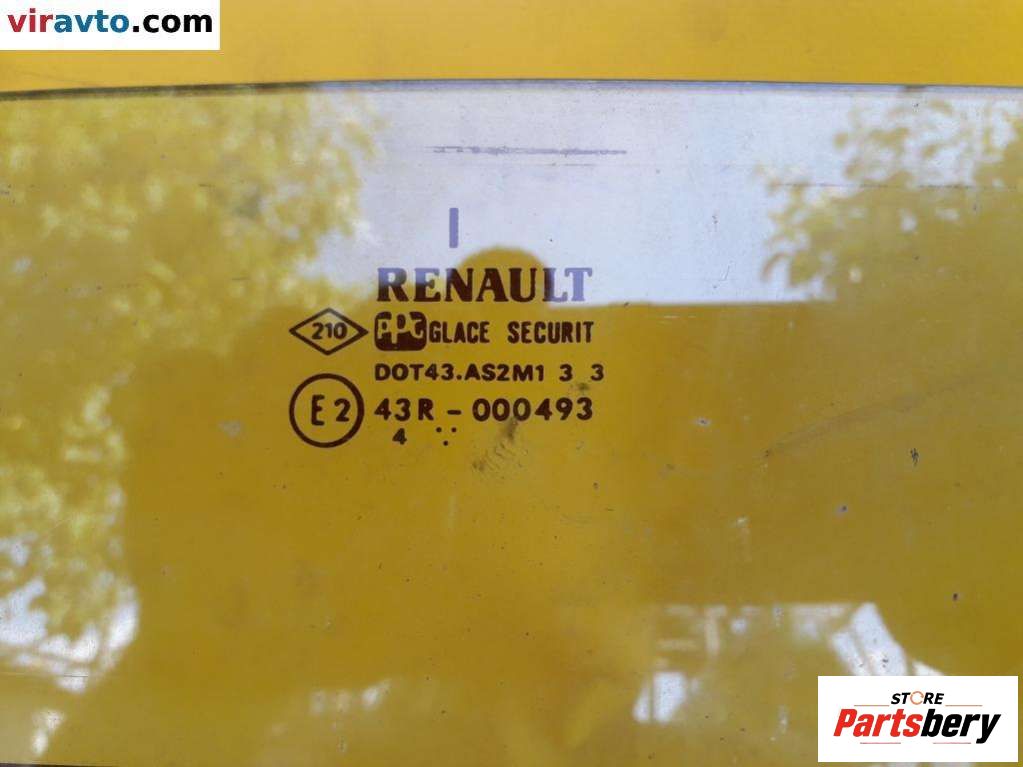 viravto.com
RENAULT
210 PPG GLACE SECURIT
DOT43.AS2M1 3 3
E2 43R - 000493
4
STORE
Partsbery